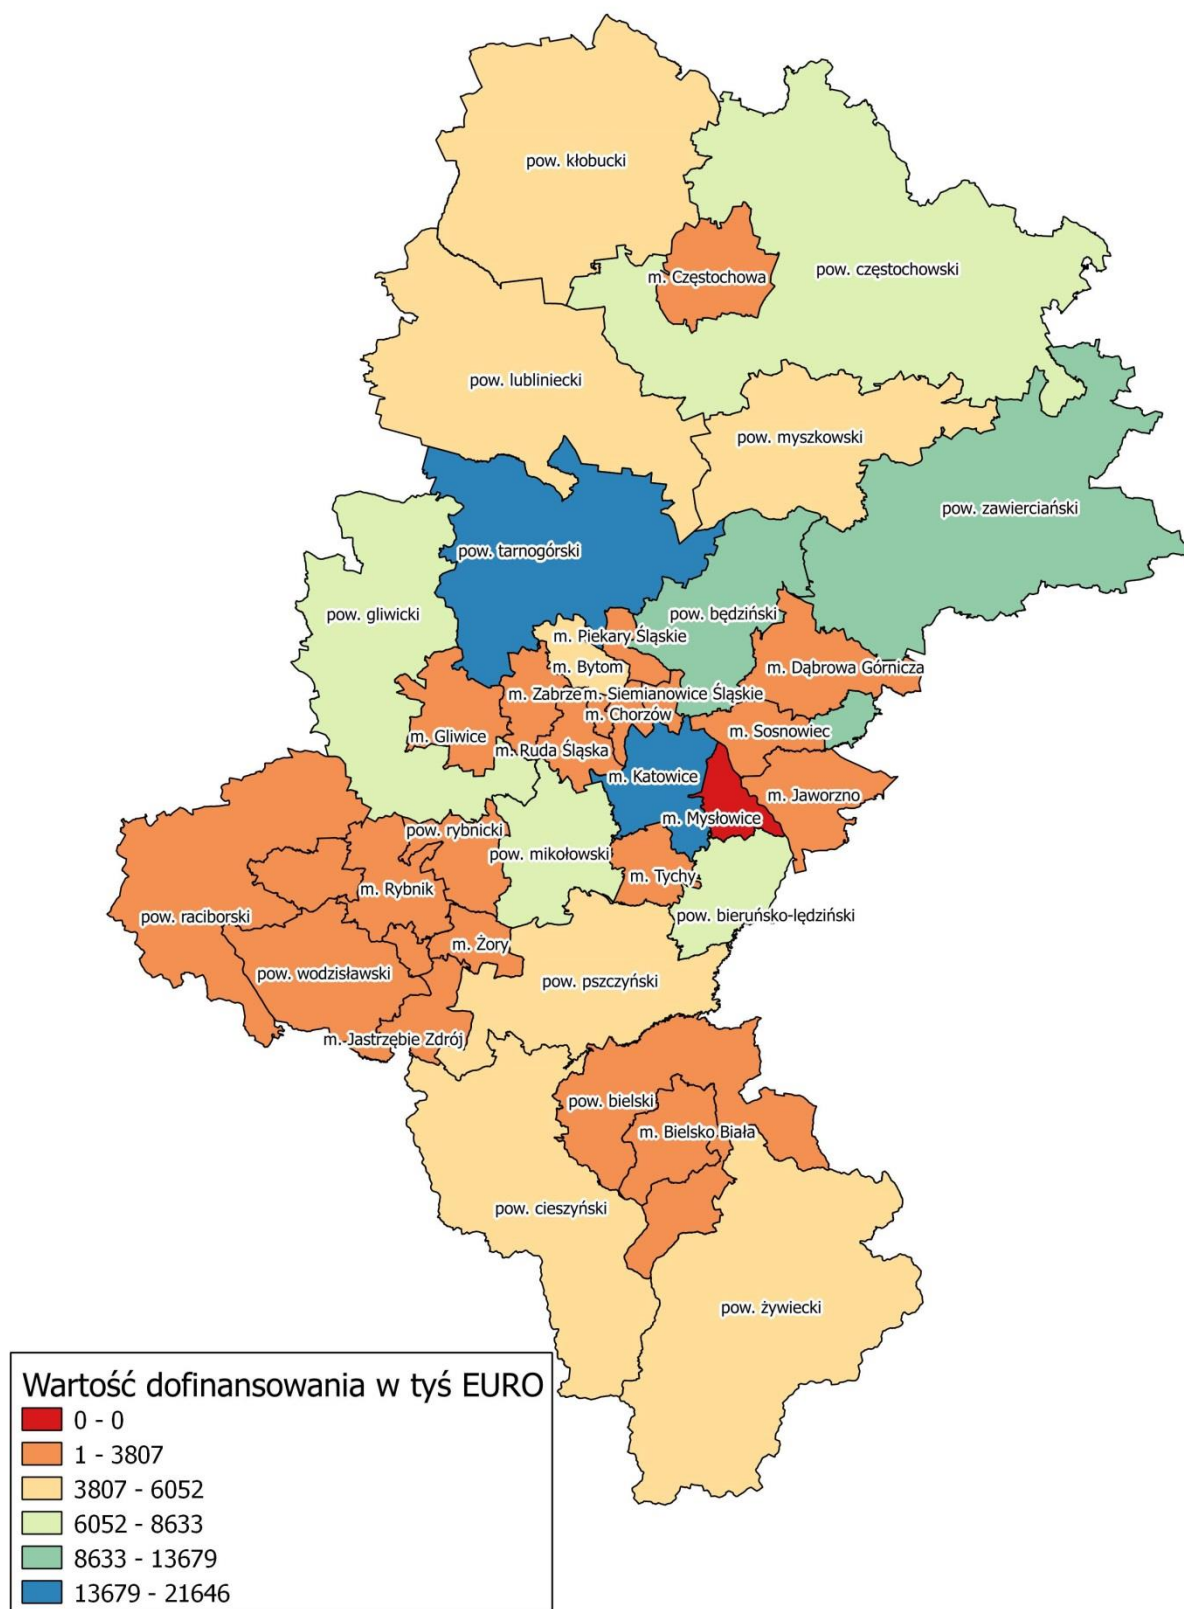 pow. kłobucki
pow. częstochowski
m. Częstochowa
pow. lubliniecki
pow. myszkowski
pow. zawierciański
pow. tarnogórski
pow. gliwicki
pow. będziński
m. Piekary Śląskie
m. Bytom
m. Dąbrowa Górnicza
m. Zabrze
m. Siemianowice Śląskie
m. Chorzów
m. Sosnowiec
m. Gliwice
m. Ruda Śląska
m. Katowice
m. Jaworzno
m. Mysłowice
pow. rybnicki
pow. mikołowski
m. Tychy
m. Rybnik
pow. raciborski
pow. bieruńsko-lędziński
m. Żory
pow. wodzisławski
pow. pszczyński
m. Jastrzębie Zdrój
pow. bielski
m. Bielsko Biała
pow. cieszyński
pow. żywiecki
Wartość dofinansowania w tyś EURO
0 - 0
1 - 3807
3807 - 6052
6052 - 8633
8633 - 13679
13679 - 21646